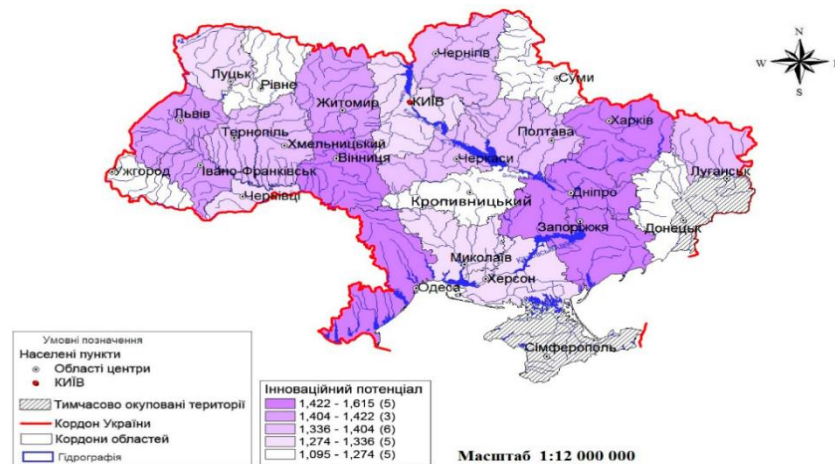 N
W
S
Чернігів
Луцьк
Рівне
Суми
КИЇВ
Житомир
Львів
Харків
Тернопіль
Полтава
Хмельницький
Вінниця
Черкаси
Ужгород
Івано-Франківськ
Луганськ
Чернівці
Кропивницький
Дніпро
Донецьк
Запоріжжя
Миколаїв
Херсон
Одеса
Сімферополь
Умовні позначення
Населені пункти
Області центри
КИЇВ
Тимчасово окуповані території
Кордон України
Кордони областей
Гідрографія
Інноваційний потенціал
1,422 - 1,615 (5)
1,404 - 1,422 (3)
1,336 - 1,404 (6)
1,274 - 1,336 (5)
1,095 - 1,274 (5)
Масштаб 1:12 000 000